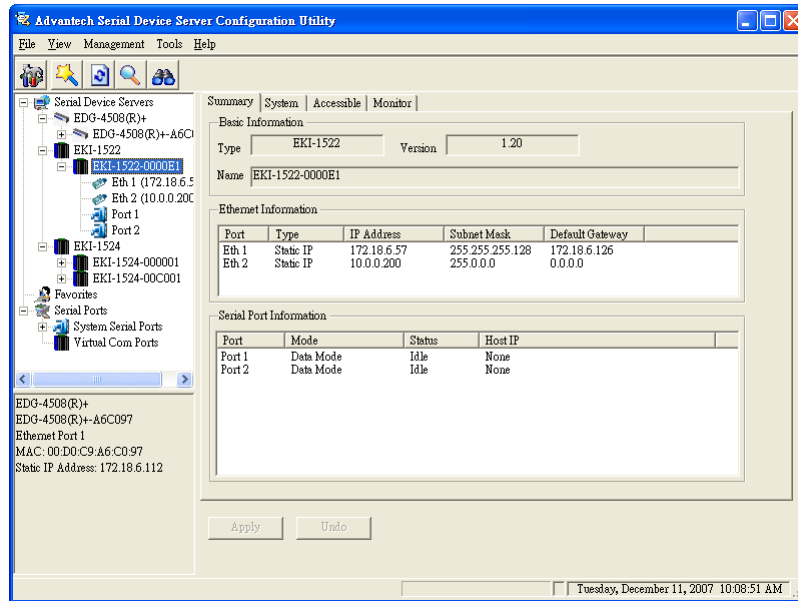 Advantech Serial Device Server Configuration Utility
File View Management Tools Help
Serial Device Servers
EDG-4508(R)+
EDG-4508(R)+-A6C
EKI-1522
EKI-1522-0000E1
Eth 1 (172.18.6.5
Eth 2 (10.0.0.200
Port 1
Port 2
EKI-1524
EKI-1524-000001
EKI-1524-00C001
Favorites
Serial Ports
System Serial Ports
Virtual Com Ports
EDG-4508(R)+
EDG-4508(R)+-A6C097
Ethernet Port 1
MAC: 00:D0:C9:A6:C0:97
Static IP Address: 172.18.6.112
Summary System Accessible Monitor
Basic Information
Type EKI-1522 Version 1.20
Name EKI-1522-0000E1
Ethernet Information
Port Type IP Address Subnet Mask Default Gateway
Eth 1 Static IP 172.18.6.57 255.255.255.128 172.18.6.126
Eth 2 Static IP 10.0.0.200 255.0.0.0 0.0.0.0
Serial Port Information
Port Mode Status Host IP
Port 1 Data Mode Idle None
Port 2 Data Mode Idle None
Apply Undo
Tuesday, December 11, 2007 10:08:51 AM